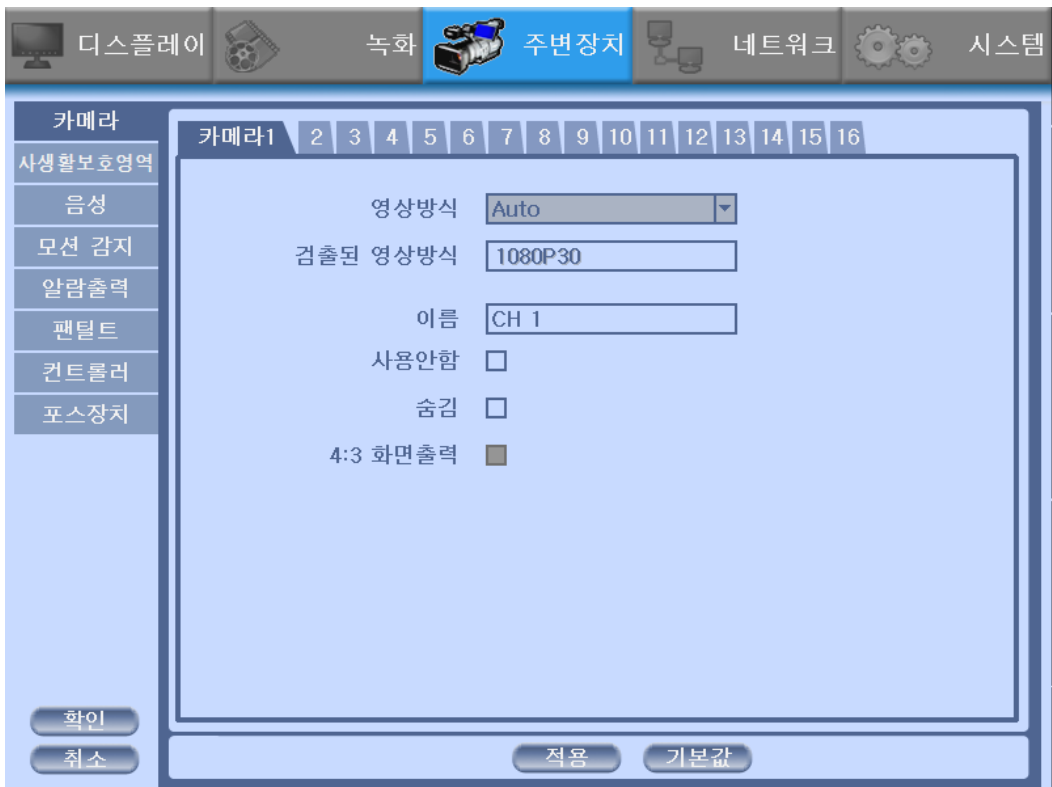 디스플레이 녹화 주변장치 네트워크 시스템
카메라
사생활보호영역
음성
모션 감지
알람출력
팬틸트
컨트롤러
포스장치
카메라1 2 3 4 5 6 7 8 9 10 11 12 13 14 15 16
영상방식 Auto
검출된 영상방식 1080P30
이름 CH 1
사용안함
숨김
4:3 화면출력
확인
취소
적용 기본값